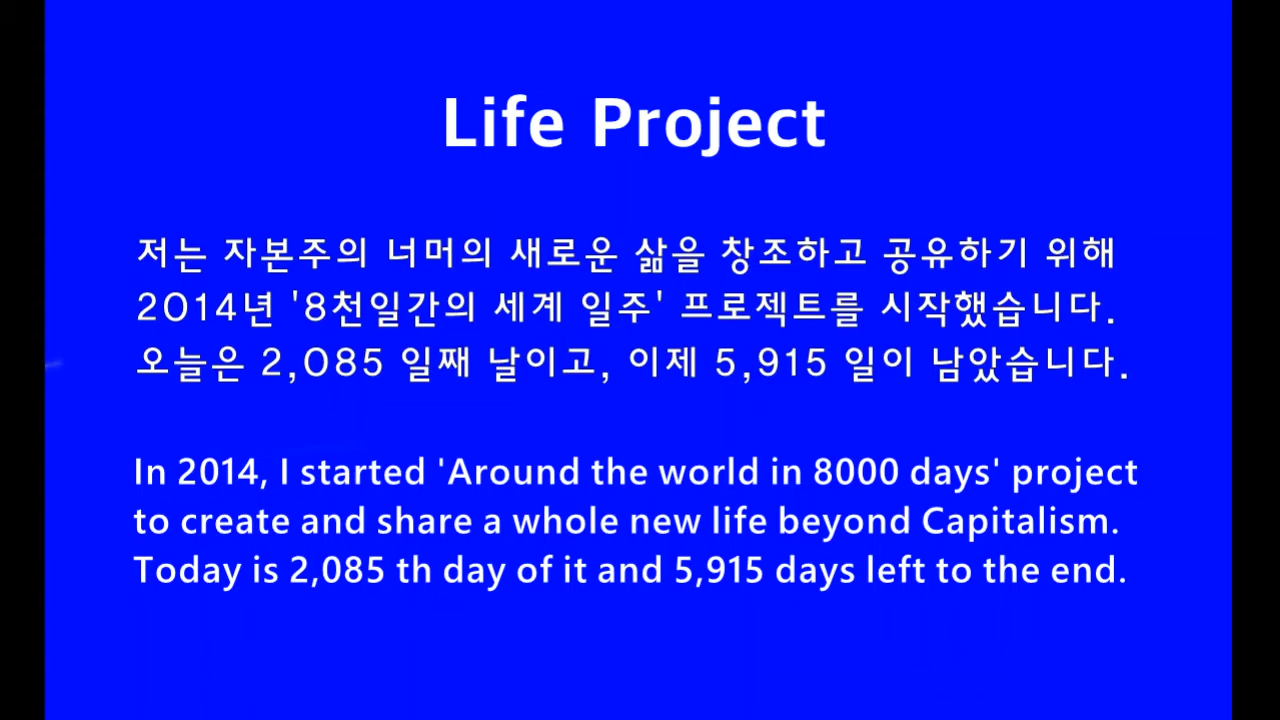 Life Project
저는 자본주의 너머의 새로운 삶을 창조하고 공유하기 위해
2014년 '8천일간의 세계 일주' 프로젝트를 시작했습니다.
오늘은 2,085 일째 날이고, 이제 5,915 일이 남았습니다.
In 2014, I started 'Around the world in 8000 days' project
to create and share a whole new life beyond Capitalism.
Today is 2,085 th day of it and 5,915 days left to the end.